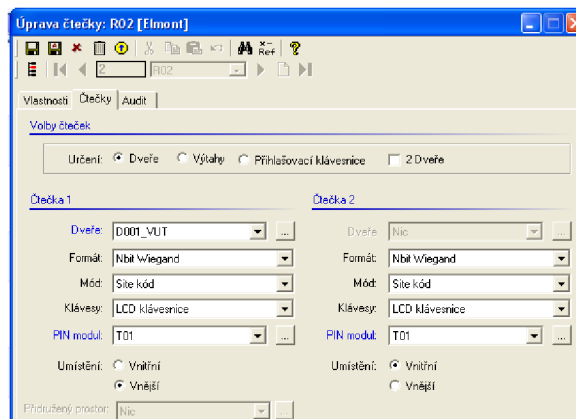 Úprava čtečky: R02 [Elmont]
x= Ref
2 R02
Vlastnosti Čtečky Audit
Volby čteček
Určení: Dveře Výtahy Přihlašovací klávesnice 2 Dveře
Čtečka 1
Dveře: D001_VUT ...
Formát: Nbit Wiegand
Mód: Site kód
Klávesy: LCD klávesnice
PIN modul: T01 ...
Umístění: Vnitřní
Vnější
Přidružený prostor: Nic ...
Čtečka 2
Dveře Nic ...
Formát: Nbit Wiegand
Mód: Site kód
Klávesy: LCD klávesnice
PIN modul: T01 ...
Umístění: Vnitřní
Vnější